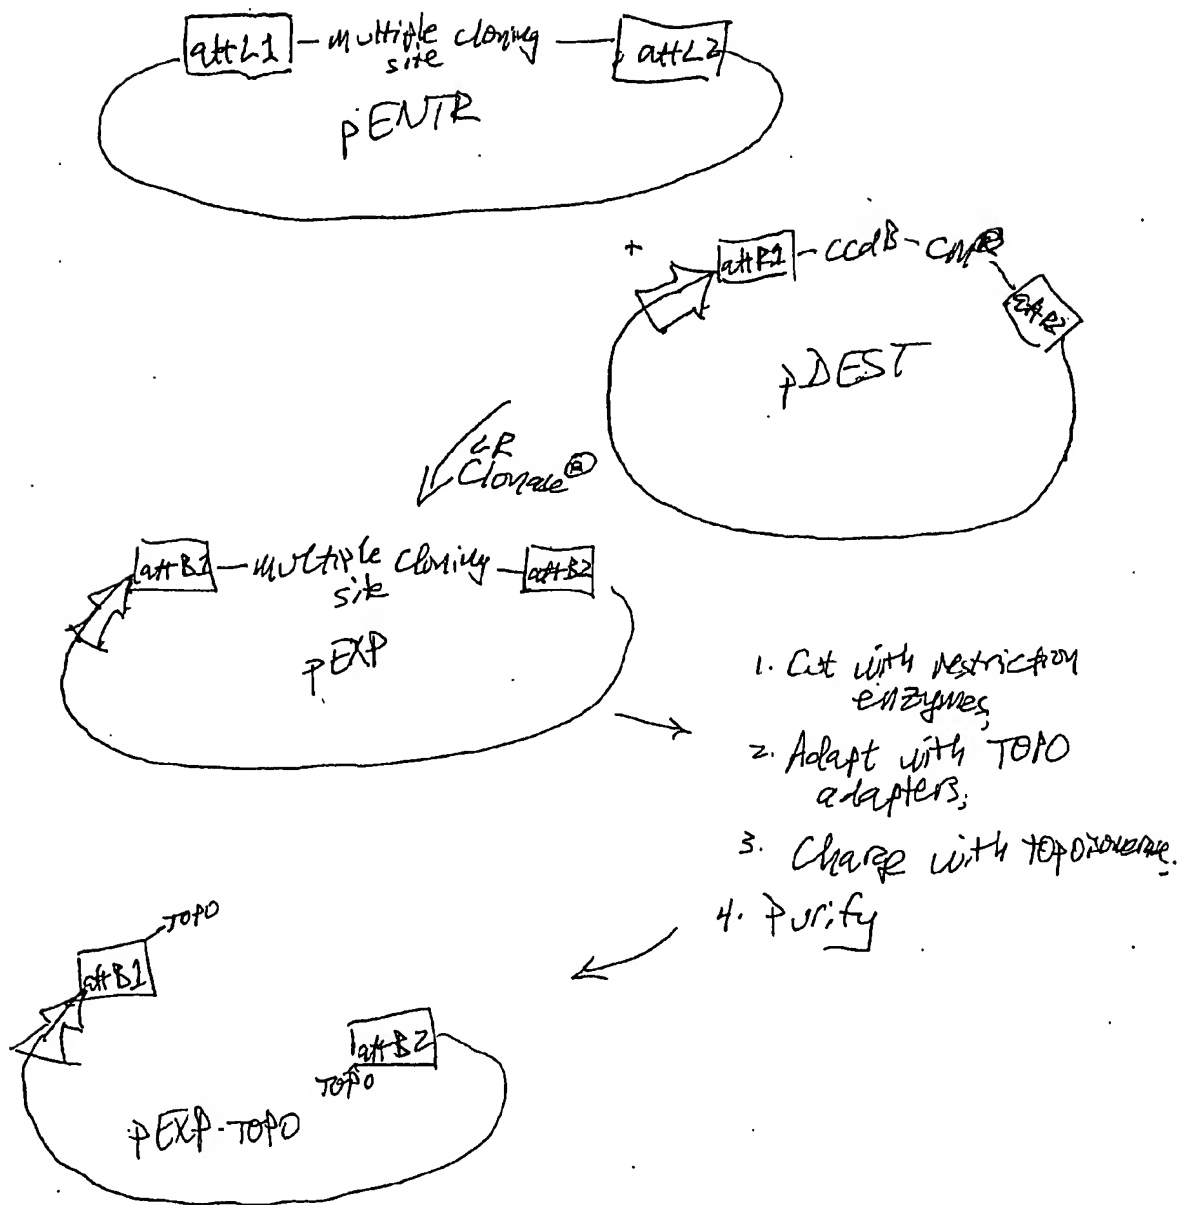 attL1 – multiple cloning — attL2
site
pENTR
+
attR1 – ccdB – CMR
attR2
pDEST
LR
Clonase®
attB1 – multiple cloning – attB2
site
pEXP
1. Cut with restriction
enzymes;
2. Adapt with TOPO
adapters;
3. Charge with topoisomerase.
4. Purify
TOPO
attB1
attB2
TOPO
pEXP-TOPO